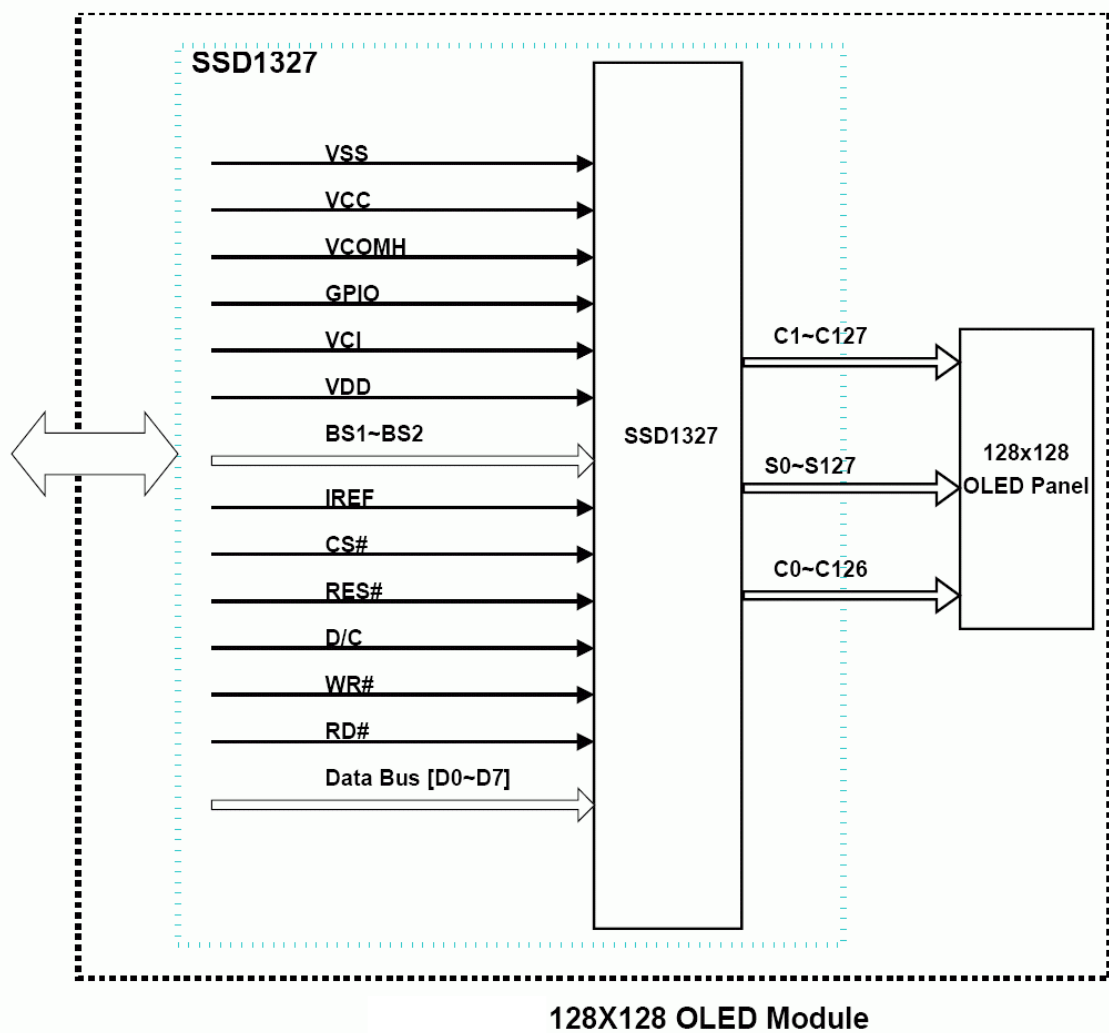 SSD1327
VSS
VCC
VCOMH
GPIO
VCI
VDD
BS1~BS2
IREF
CS#
RES#
D/C
WR#
RD#
Data Bus [D0~D7]
SSD1327
C1~C127
S0~S127
C0~C126
128x128
OLED Panel
128X128 OLED Module